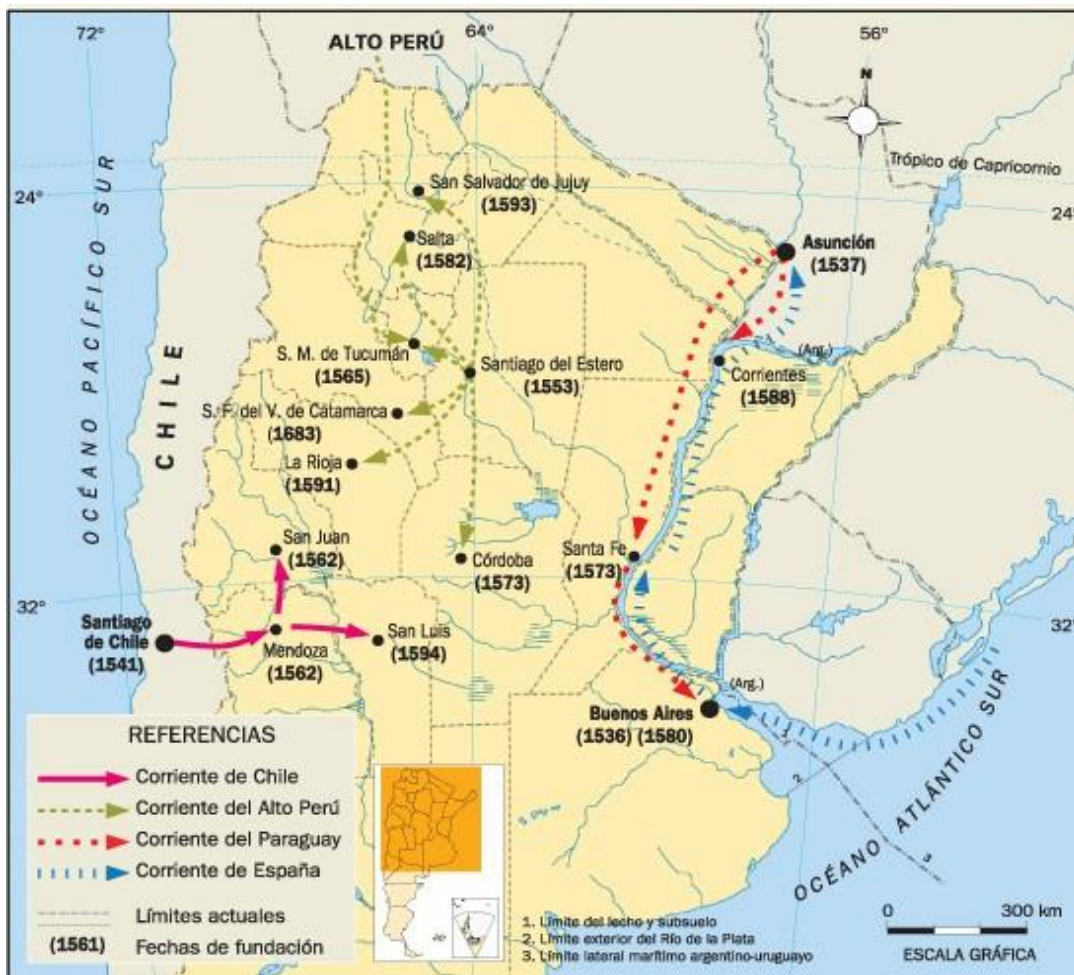 72°
64°
56°
ALTO PERÚ
N
Trópico de Capricornio
24°
24°
San Salvador de Jujuy
(1593)
Salta
(1582)
Asunción
(1537)
OCÉANO PACÍFICO SUR
CHILE
S. M. de Tucumán
(1565)
Santiago del Estero
(1553)
(Arg.)
Corrientes
(1588)
S. F. del V. de Catamarca
(1683)
La Rioja
(1591)
San Juan
(1562)
Córdoba
(1573)
Santa Fe
(1573)
32°
32°
Santiago
de Chile
(1541)
Mendoza
(1562)
San Luis
(1594)
(Arg.)
Buenos Aires
(1536) (1580)
1
2
3
OCÉANO ATLÁNTICO SUR
REFERENCIAS
Corriente de Chile
Corriente del Alto Perú
Corriente del Paraguay
Corriente de España
Límites actuales
(1561) Fechas de fundación
1. Límite del lecho y subsuelo
2. Límite exterior del Río de la Plata
3. Límite lateral marítimo argentino-uruguayo
0 300 km
ESCALA GRÁFICA